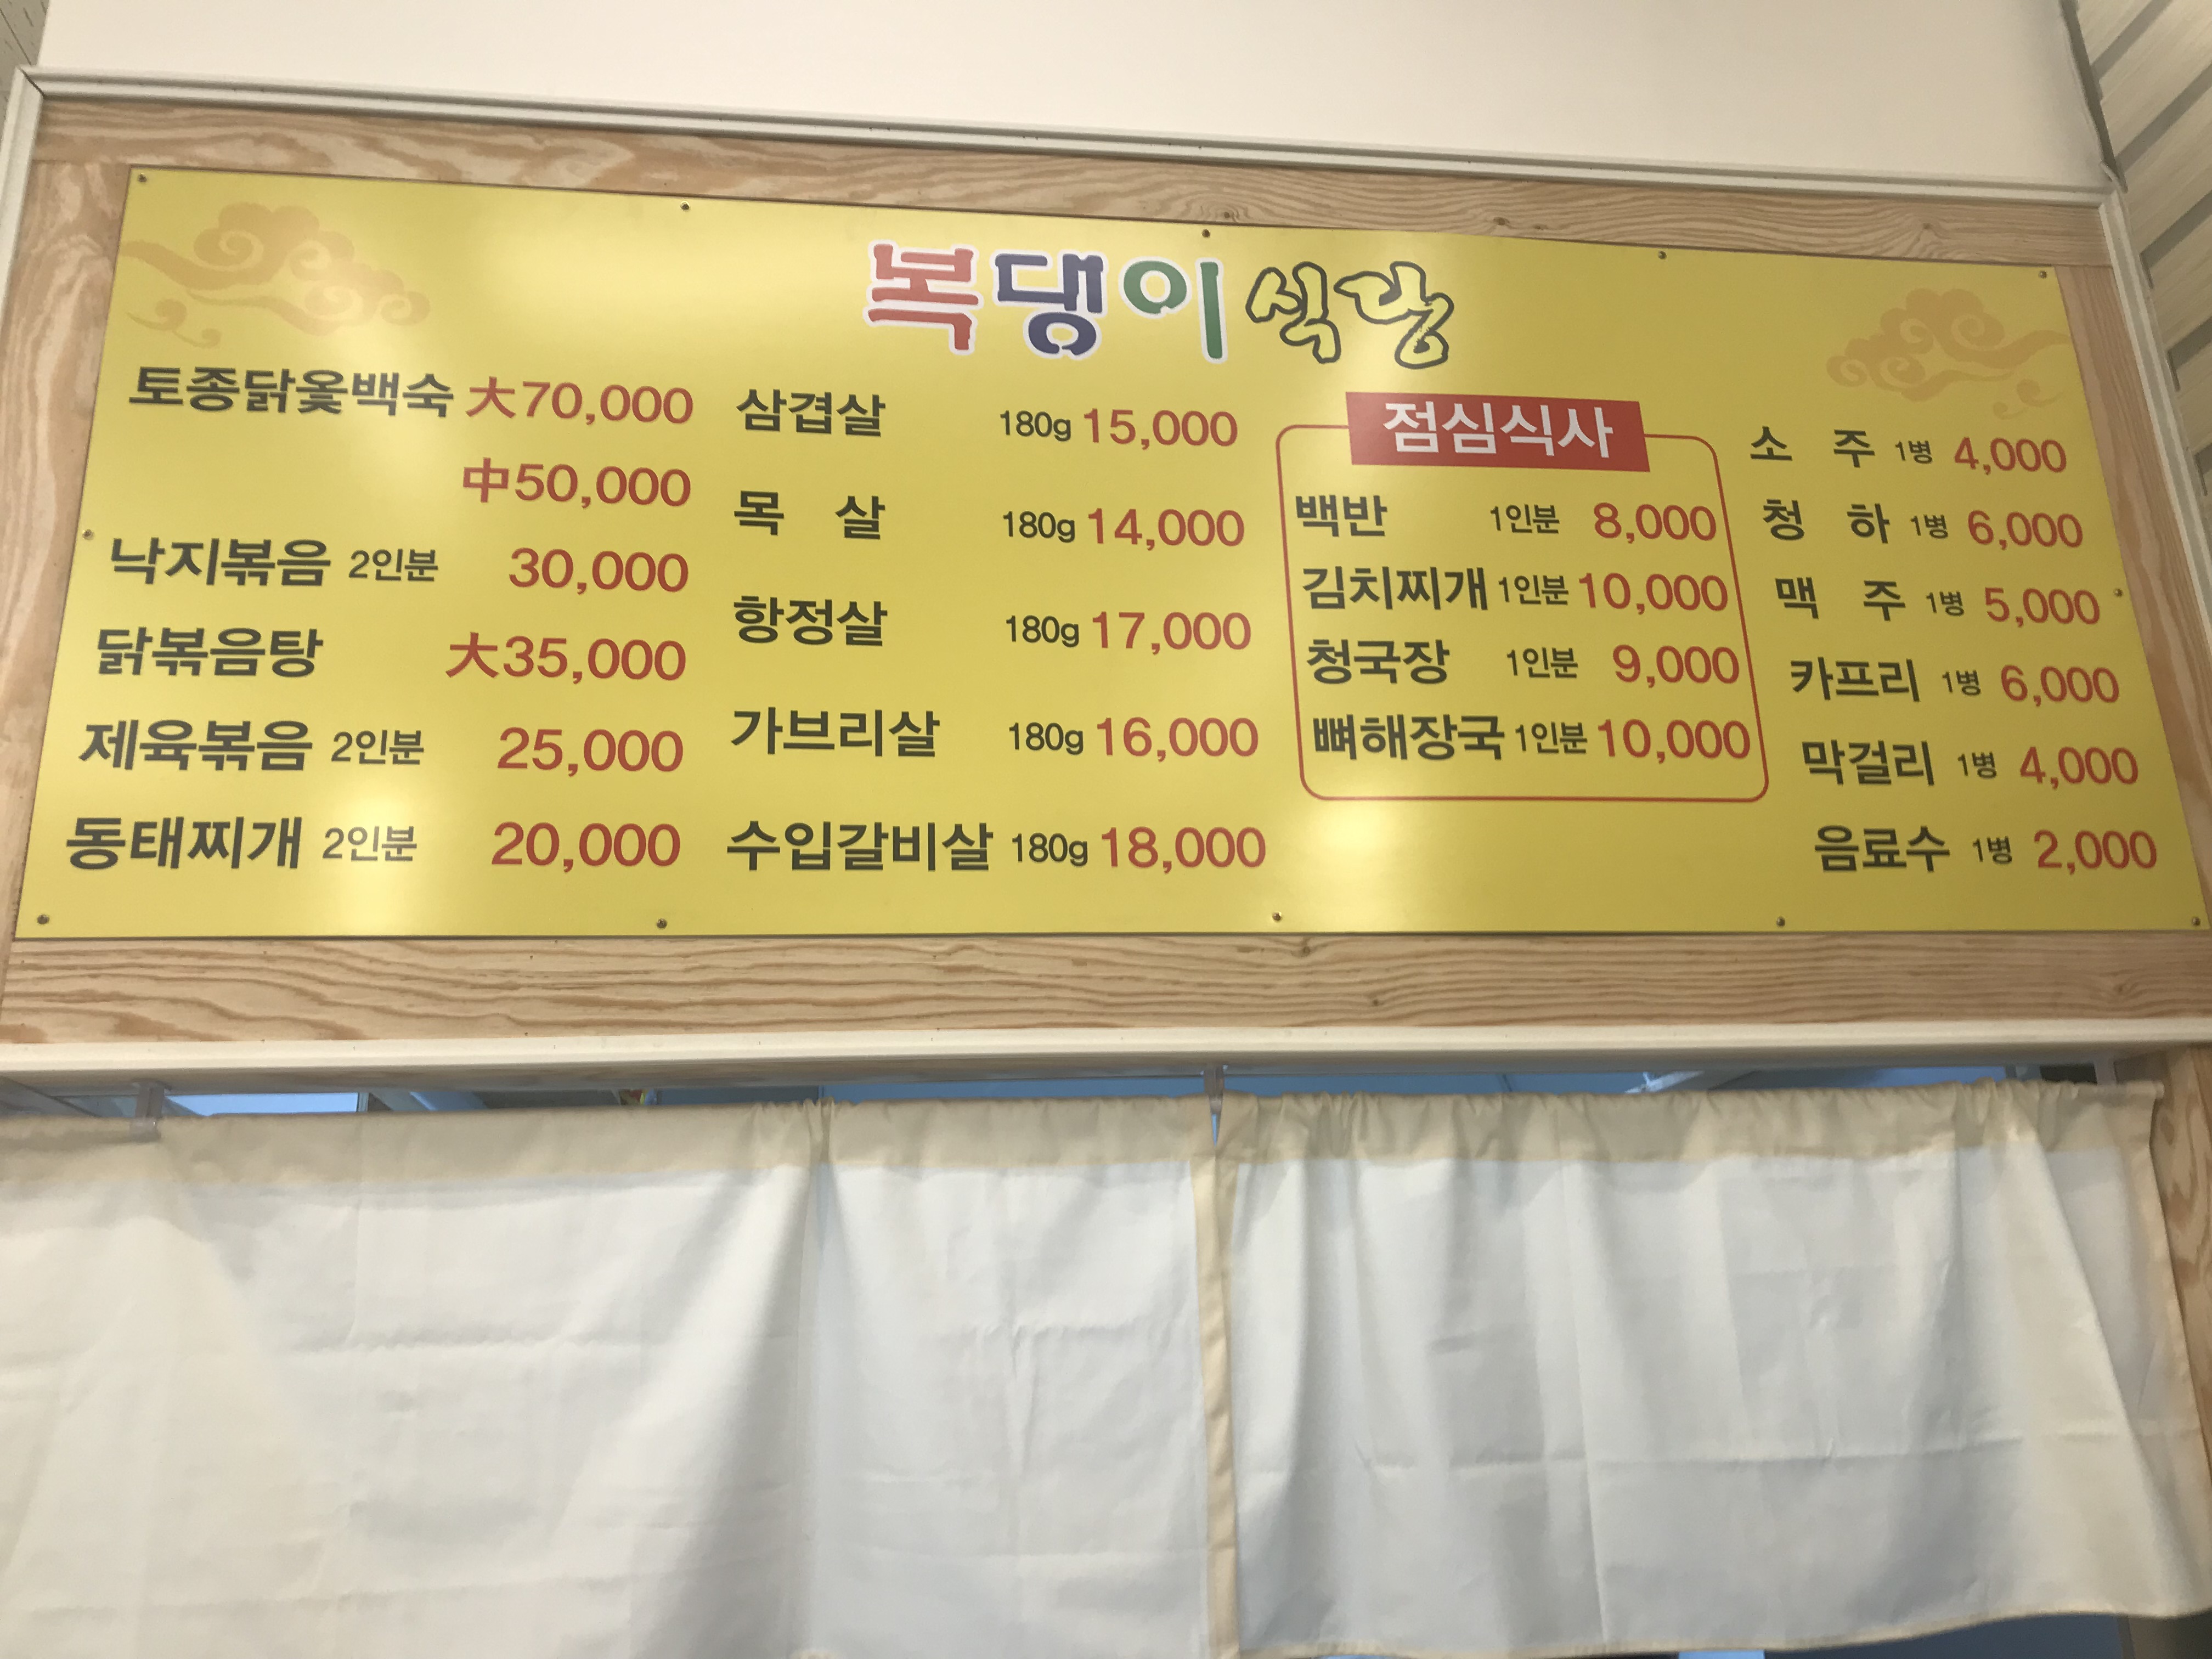 복댕이식당
토종닭옻백숙 大70,000
中50,000
낙지볶음 2인분 30,000
닭볶음탕 大35,000
제육볶음 2인분 25,000
동태찌개 2인분 20,000
삼겹살 180g 15,000
목 살 180g 14,000
항정살 180g 17,000
가브리살 180g 16,000
수입갈비살 180g 18,000
점심식사
백반 1인분 8,000
김치찌개 1인분 10,000
청국장 1인분 9,000
뼈해장국 1인분 10,000
소 주 1병 4,000
청 하 1병 6,000
맥 주 1병 5,000
카프리 1병 6,000
막걸리 1병 4,000
음료수 1병 2,000